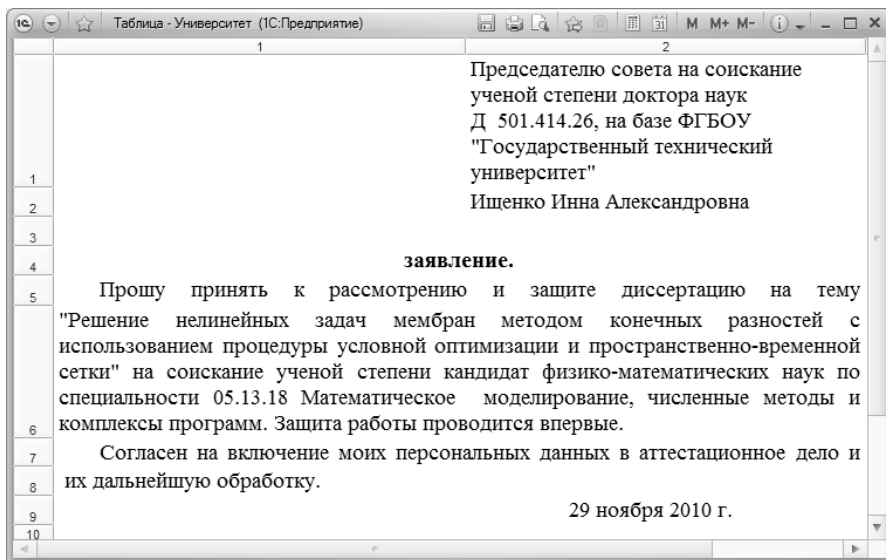 Таблица - Университет (1С:Предприятие)
M M+ M-
1 2
Председателю совета на соискание
ученой степени доктора наук
Д 501.414.26, на базе ФГБОУ
"Государственный технический
1 университет"
2 Ищенко Инна Александровна
3
4 заявление.
5 Прошу принять к рассмотрению и защите диссертацию на тему
"Решение нелинейных задач мембран методом конечных разностей с
использованием процедуры условной оптимизации и пространственно-временной
сетки" на соискание ученой степени кандидат физико-математических наук по
специальности 05.13.18 Математическое моделирование, численные методы и
6 комплексы программ. Защита работы проводится впервые.
7 Согласен на включение моих персональных данных в аттестационное дело и
8 их дальнейшую обработку.
9 29 ноября 2010 г.
10